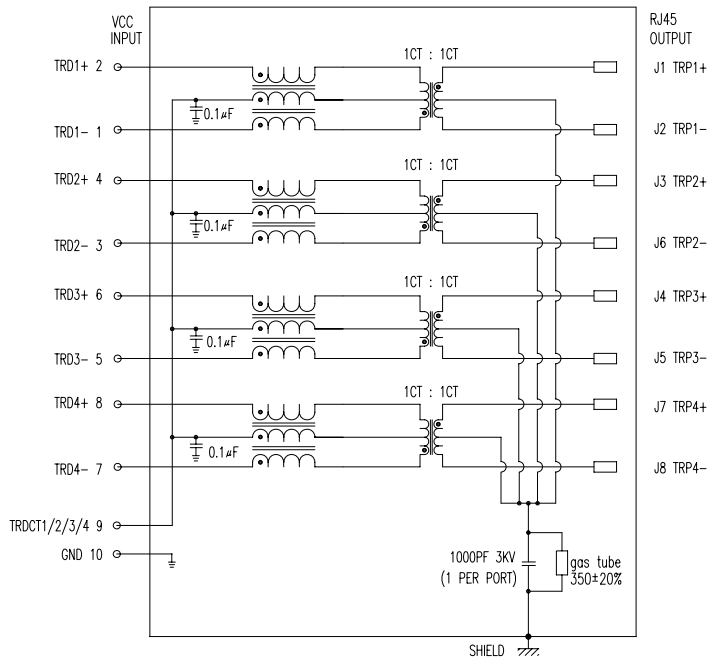 VCC
INPUT
RJ45
OUTPUT
1CT : 1CT
TRD1+ 2
J1 TRP1+
0.1μF
TRD1- 1
J2 TRP1-
1CT : 1CT
TRD2+ 4
J3 TRP2+
0.1μF
TRD2- 3
J6 TRP2-
1CT : 1CT
TRD3+ 6
J4 TRP3+
0.1μF
TRD3- 5
J5 TRP3-
1CT : 1CT
TRD4+ 8
J7 TRP4+
0.1μF
TRD4- 7
J8 TRP4-
TRDCT1/2/3/4 9
GND 10
1000PF 3KV
(1 PER PORT)
gas tube
350±20%
SHIELD